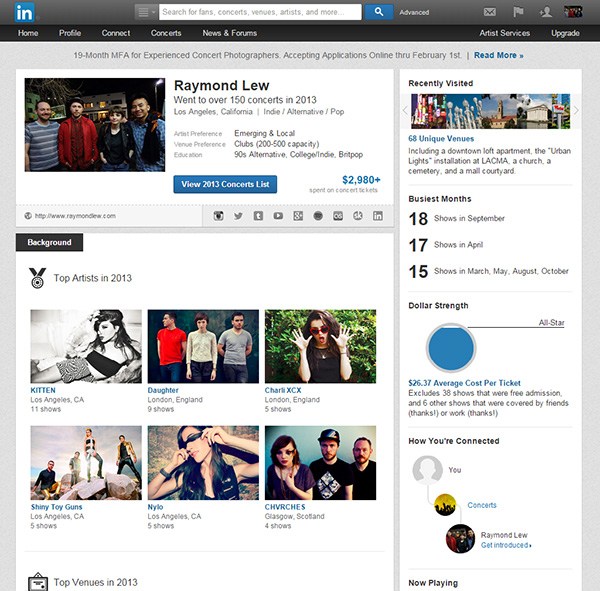 in
Search for fans, concerts, venues, artists, and more...
Advanced
Home Profile Connect Concerts News & Forums Artist Services Upgrade
19-Month MFA for Experienced Concert Photographers. Accepting Applications Online thru February 1st. | Read More »
Raymond Lew
Went to over 150 concerts in 2013
Los Angeles, California | Indie / Alternative / Pop
Artist Preference Emerging & Local
Venue Preference Clubs (200-500 capacity)
Education 90s Alternative, College/Indie, Britpop
View 2013 Concerts List
$2,980+
spent on concert tickets
http://www.raymondlew.com
Background
Top Artists in 2013
KITTEN
Los Angeles, CA
11 shows
Daughter
London, England
9 shows
Charli XCX
London, England
5 shows
Shiny Toy Guns
Los Angeles, CA
5 shows
Nylo
Los Angeles, CA
5 shows
CHVRCHES
Glasgow, Scotland
4 shows
Top Venues in 2013
Recently Visited
68 Unique Venues
Including a downtown loft apartment, the "Urban
Lights" installation at LACMA, a church, a
cemetery, and a mall courtyard.
Busiest Months
18 Shows in September
17 Shows in April
15 Shows in March, May, August, October
Dollar Strength
All-Star
$26.37 Average Cost Per Ticket
Excludes 38 shows that were free admission,
and 6 other shows that were covered by friends
(thanks!) or work (thanks!)
How You're Connected
You
Concerts
Raymond Lew
Get introduced
Now Playing